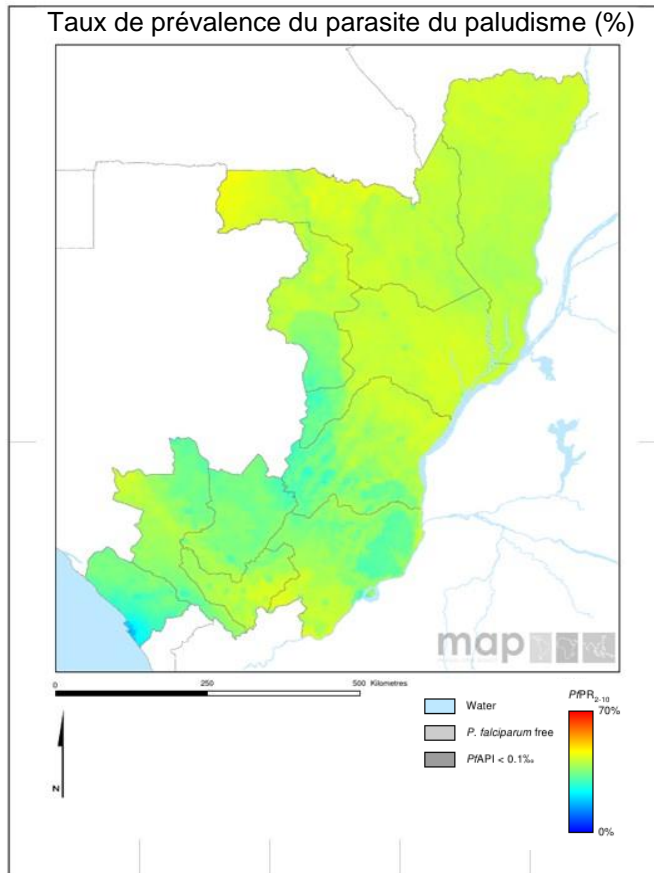 Taux de prévalence du parasite du paludisme (%)
map
0 250 500 Kilometres
Water
P. falciparum free
PfAPI < 0.1‰
PfPR2-10
70%
0%
N